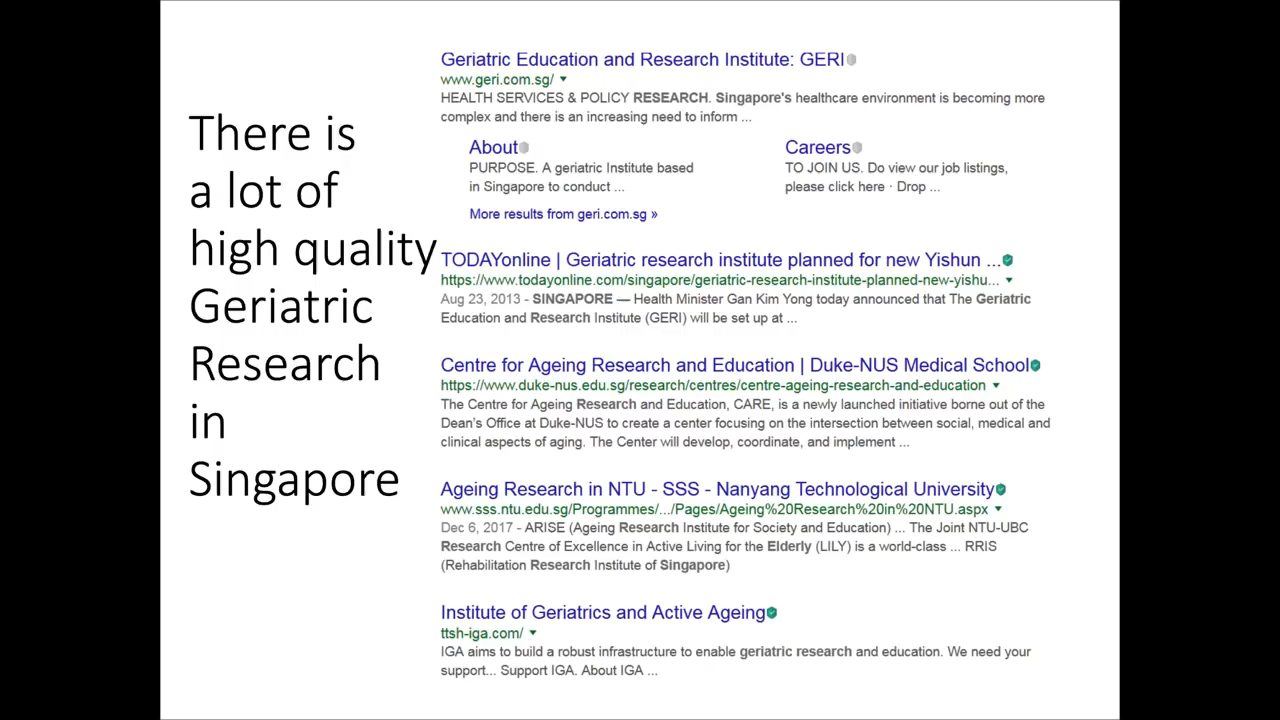 There is
a lot of
high quality
Geriatric
Research
in
Singapore
Geriatric Education and Research Institute: GERI
www.geri.com.sg/
HEALTH SERVICES & POLICY RESEARCH. Singapore's healthcare environment is becoming more
complex and there is an increasing need to inform ...
About
PURPOSE. A geriatric Institute based
in Singapore to conduct ...
Careers
TO JOIN US. Do view our job listings,
please click here · Drop ...
More results from geri.com.sg »
TODAYonline | Geriatric research institute planned for new Yishun ...
https://www.todayonline.com/singapore/geriatric-research-institute-planned-new-yishu...
Aug 23, 2013 - SINGAPORE — Health Minister Gan Kim Yong today announced that The Geriatric
Education and Research Institute (GERI) will be set up at ...
Centre for Ageing Research and Education | Duke-NUS Medical School
https://www.duke-nus.edu.sg/research/centres/centre-ageing-research-and-education
The Centre for Ageing Research and Education, CARE, is a newly launched initiative borne out of the
Dean's Office at Duke-NUS to create a center focusing on the intersection between social, medical and
clinical aspects of aging. The Center will develop, coordinate, and implement ...
Ageing Research in NTU - SSS - Nanyang Technological University
www.sss.ntu.edu.sg/Programmes/.../Pages/Ageing%20Research%20in%20NTU.aspx
Dec 6, 2017 - ARISE (Ageing Research Institute for Society and Education) ... The Joint NTU-UBC
Research Centre of Excellence in Active Living for the Elderly (LILY) is a world-class ... RRIS
(Rehabilitation Research Institute of Singapore)
Institute of Geriatrics and Active Ageing
ttsh-iga.com/
IGA aims to build a robust infrastructure to enable geriatric research and education. We need your
support... Support IGA. About IGA ...